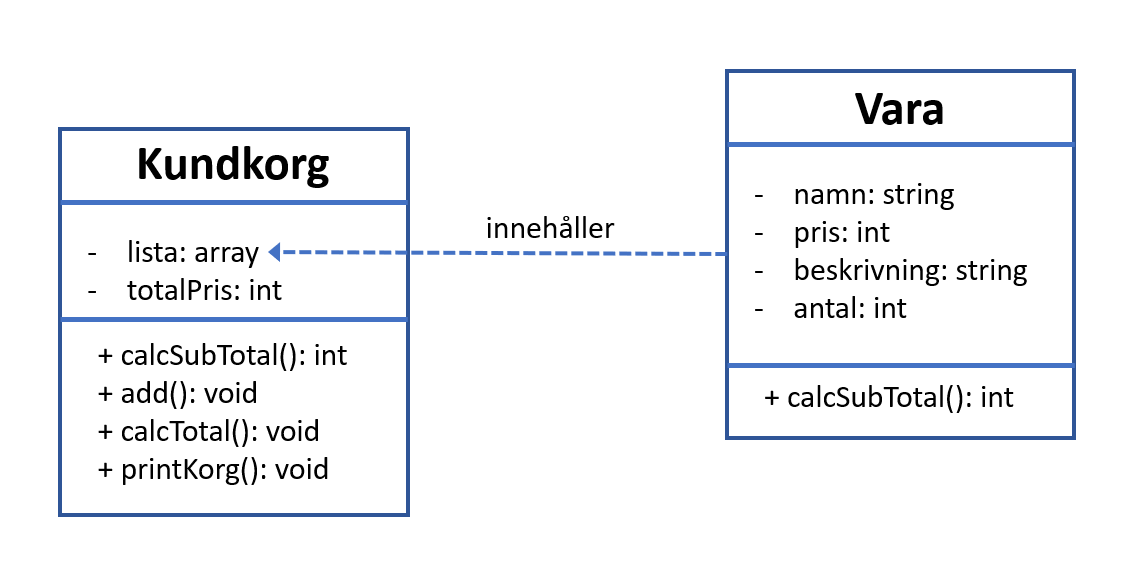 Kundkorg
- lista: array
- totalPris: int
+ calcSubTotal(): int
+ add(): void
+ calcTotal(): void
+ printKorg(): void
innehåller
Vara
- namn: string
- pris: int
- beskrivning: string
- antal: int
+ calcSubTotal(): int